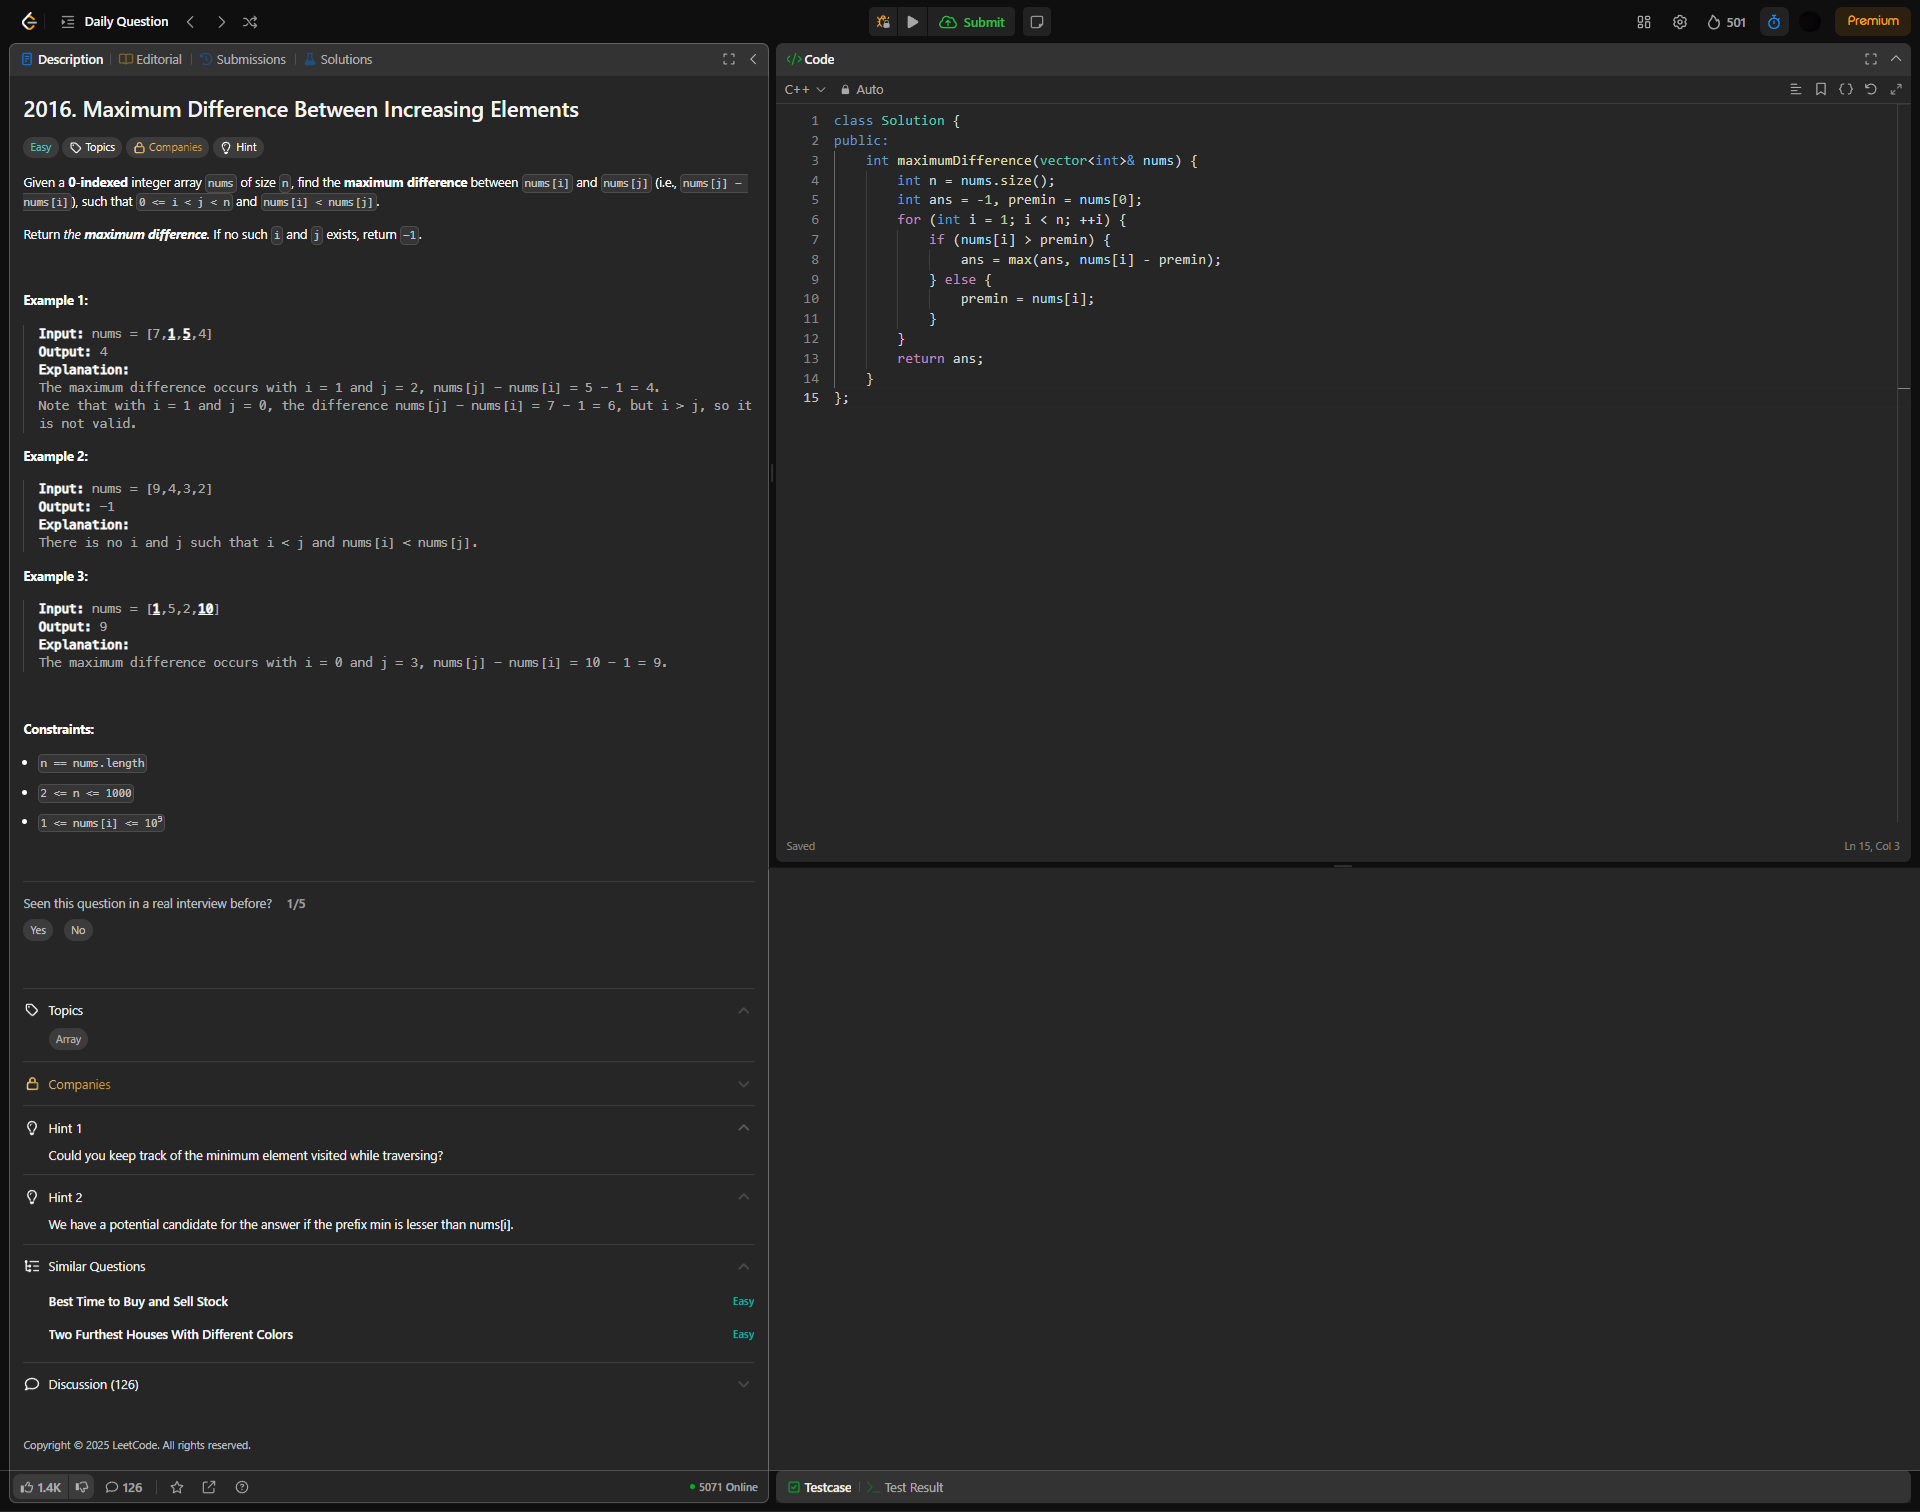 Daily Question
Submit
501
Premium
Description
Editorial
Submissions
Solutions
2016. Maximum Difference Between Increasing Elements
Easy
Topics
Companies
Hint
Given a 0-indexed integer array nums of size n, find the maximum difference between nums[i] and nums[j] (i.e., nums[j] -
nums[i]), such that 0 <= i < j < n and nums[i] < nums[j].
Return the maximum difference. If no such i and j exists, return -1.
Example 1:
Input: nums = [7,1,5,4]
Output: 4
Explanation:
The maximum difference occurs with i = 1 and j = 2, nums[j] - nums[i] = 5 - 1 = 4.
Note that with i = 1 and j = 0, the difference nums[j] - nums[i] = 7 - 1 = 6, but i > j, so it
is not valid.
Example 2:
Input: nums = [9,4,3,2]
Output: -1
Explanation:
There is no i and j such that i < j and nums[i] < nums[j].
Example 3:
Input: nums = [1,5,2,10]
Output: 9
Explanation:
The maximum difference occurs with i = 0 and j = 3, nums[j] - nums[i] = 10 - 1 = 9.
Constraints:
n == nums.length
2 <= n <= 1000
1 <= nums[i] <= 10⁹
Seen this question in a real interview before? 1/5
Yes
No
Topics
Array
Companies
Hint 1
Could you keep track of the minimum element visited while traversing?
Hint 2
We have a potential candidate for the answer if the prefix min is lesser than nums[i].
Similar Questions
Best Time to Buy and Sell Stock
Easy
Two Furthest Houses With Different Colors
Easy
Discussion (126)
Copyright © 2025 LeetCode. All rights reserved.
1.4K
126
5071 Online
</> Code
C++
Auto
1 class Solution {
2 public:
3     int maximumDifference(vector<int>& nums) {
4         int n = nums.size();
5         int ans = -1, premin = nums[0];
6         for (int i = 1; i < n; ++i) {
7             if (nums[i] > premin) {
8                 ans = max(ans, nums[i] - premin);
9             } else {
10                 premin = nums[i];
11             }
12         }
13         return ans;
14     }
15 };
Saved
Ln 15, Col 3
Testcase
Test Result